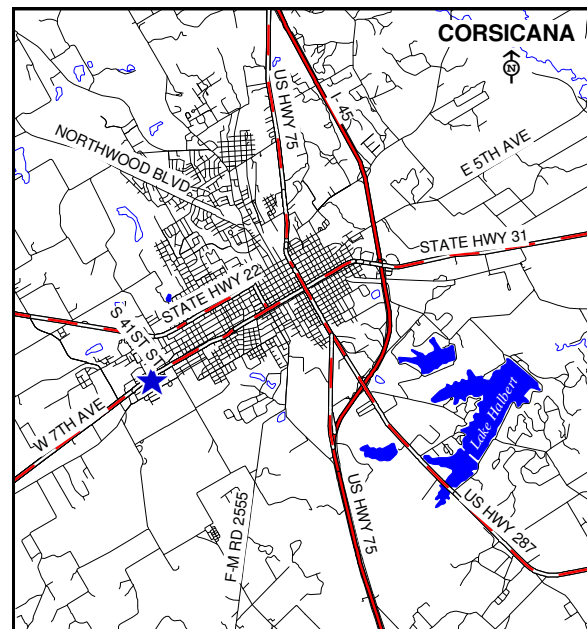 CORSICANA
N
US HWY 75
I - 45
NORTHWOOD BLVD
E 5TH AVE
STATE HWY 31
STATE HWY 22
S 41ST ST
W 7TH AVE
Lake Halbert
F-M RD 2555
US HWY 75
US HWY 287